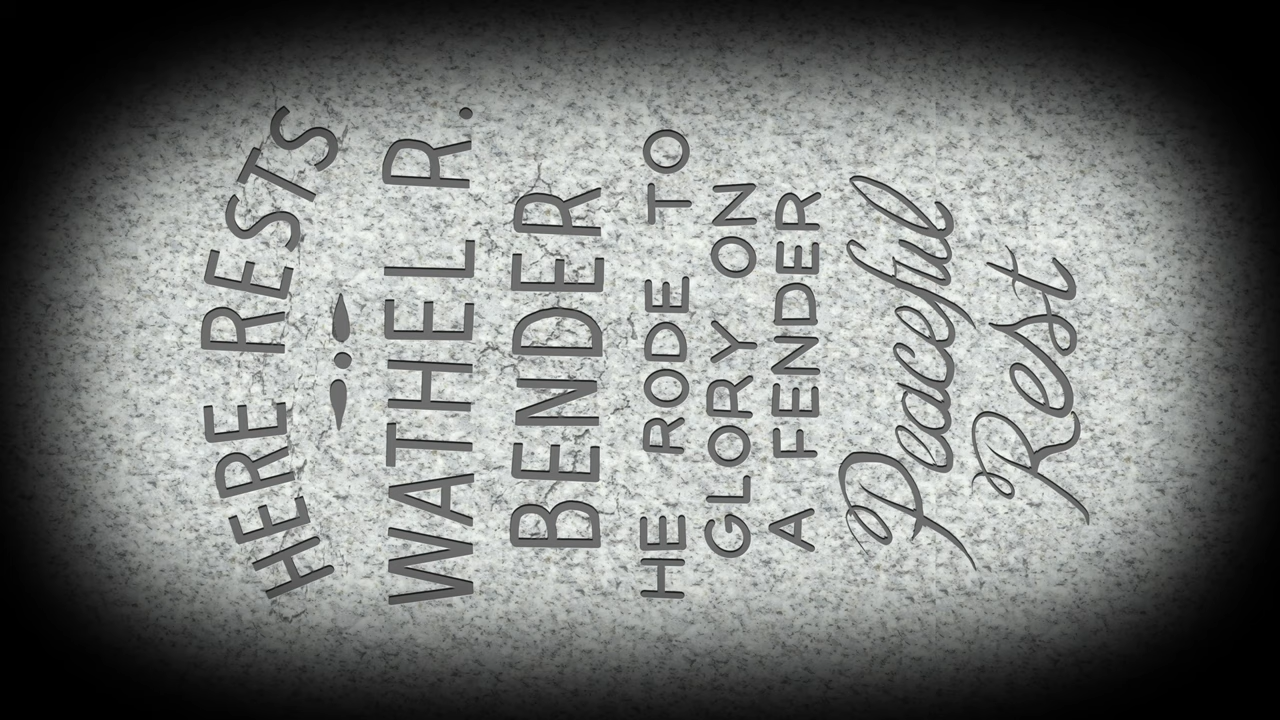 HERE RESTS
WATHEL R.
BENDER
HE RODE TO
GLORY ON
A FENDER
Peaceful
Rest